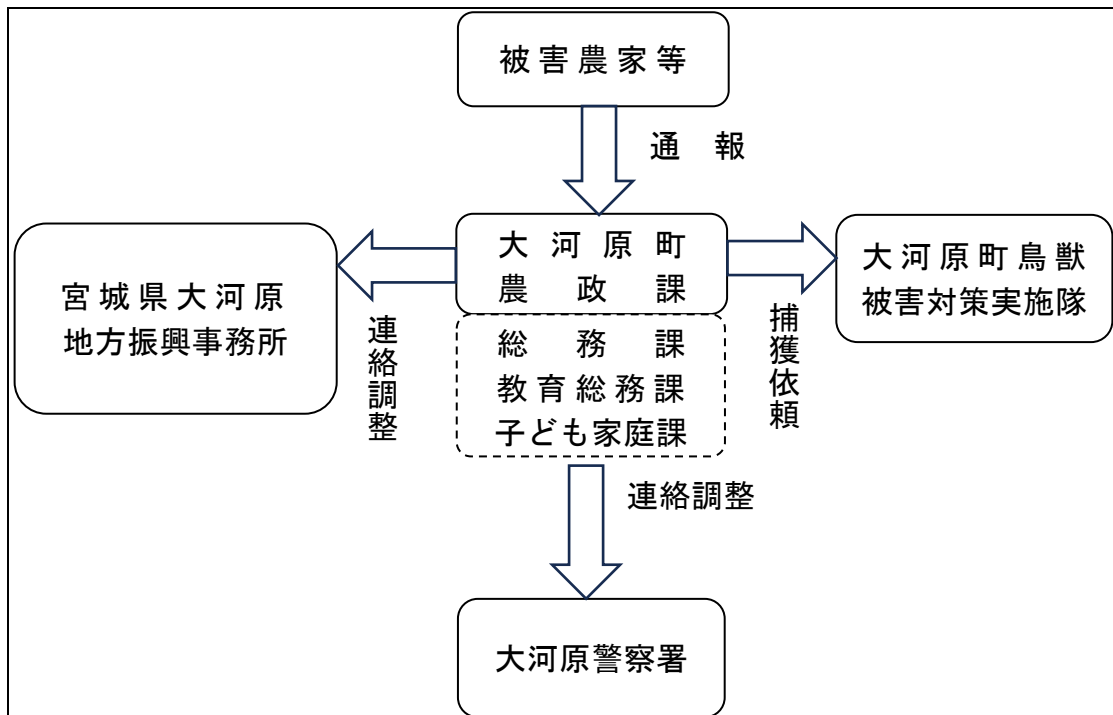 被害農家等
通 報
大河原町
農政課
宮城県大河原
地方振興事務所
連絡調整
大河原町鳥獣
被害対策実施隊
捕獲依頼
総務課
教育総務課
子ども家庭課
連絡調整
大河原警察署